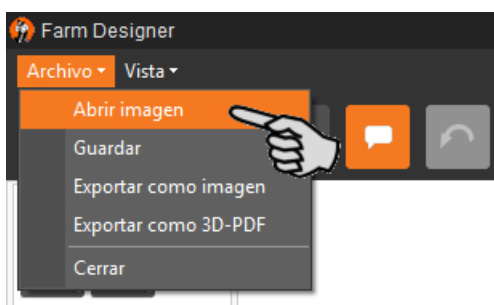 Farm Designer
Archivo Vista
Abrir imagen
Guardar
Exportar como imagen
Exportar como 3D-PDF
Cerrar